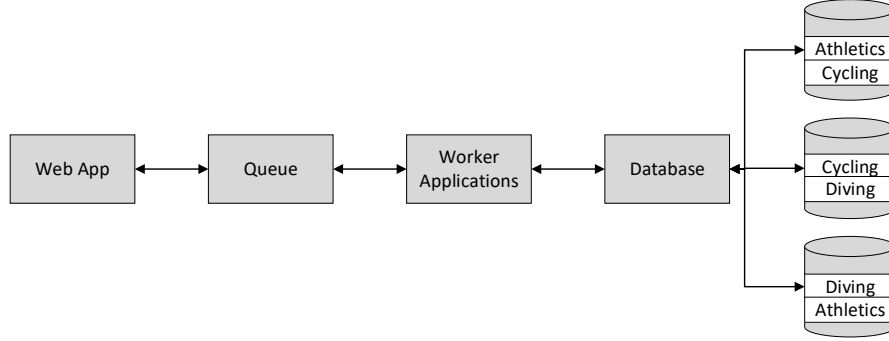 Web App
Queue
Worker
Applications
Database
Athletics
Cycling
Cycling
Diving
Diving
Athletics